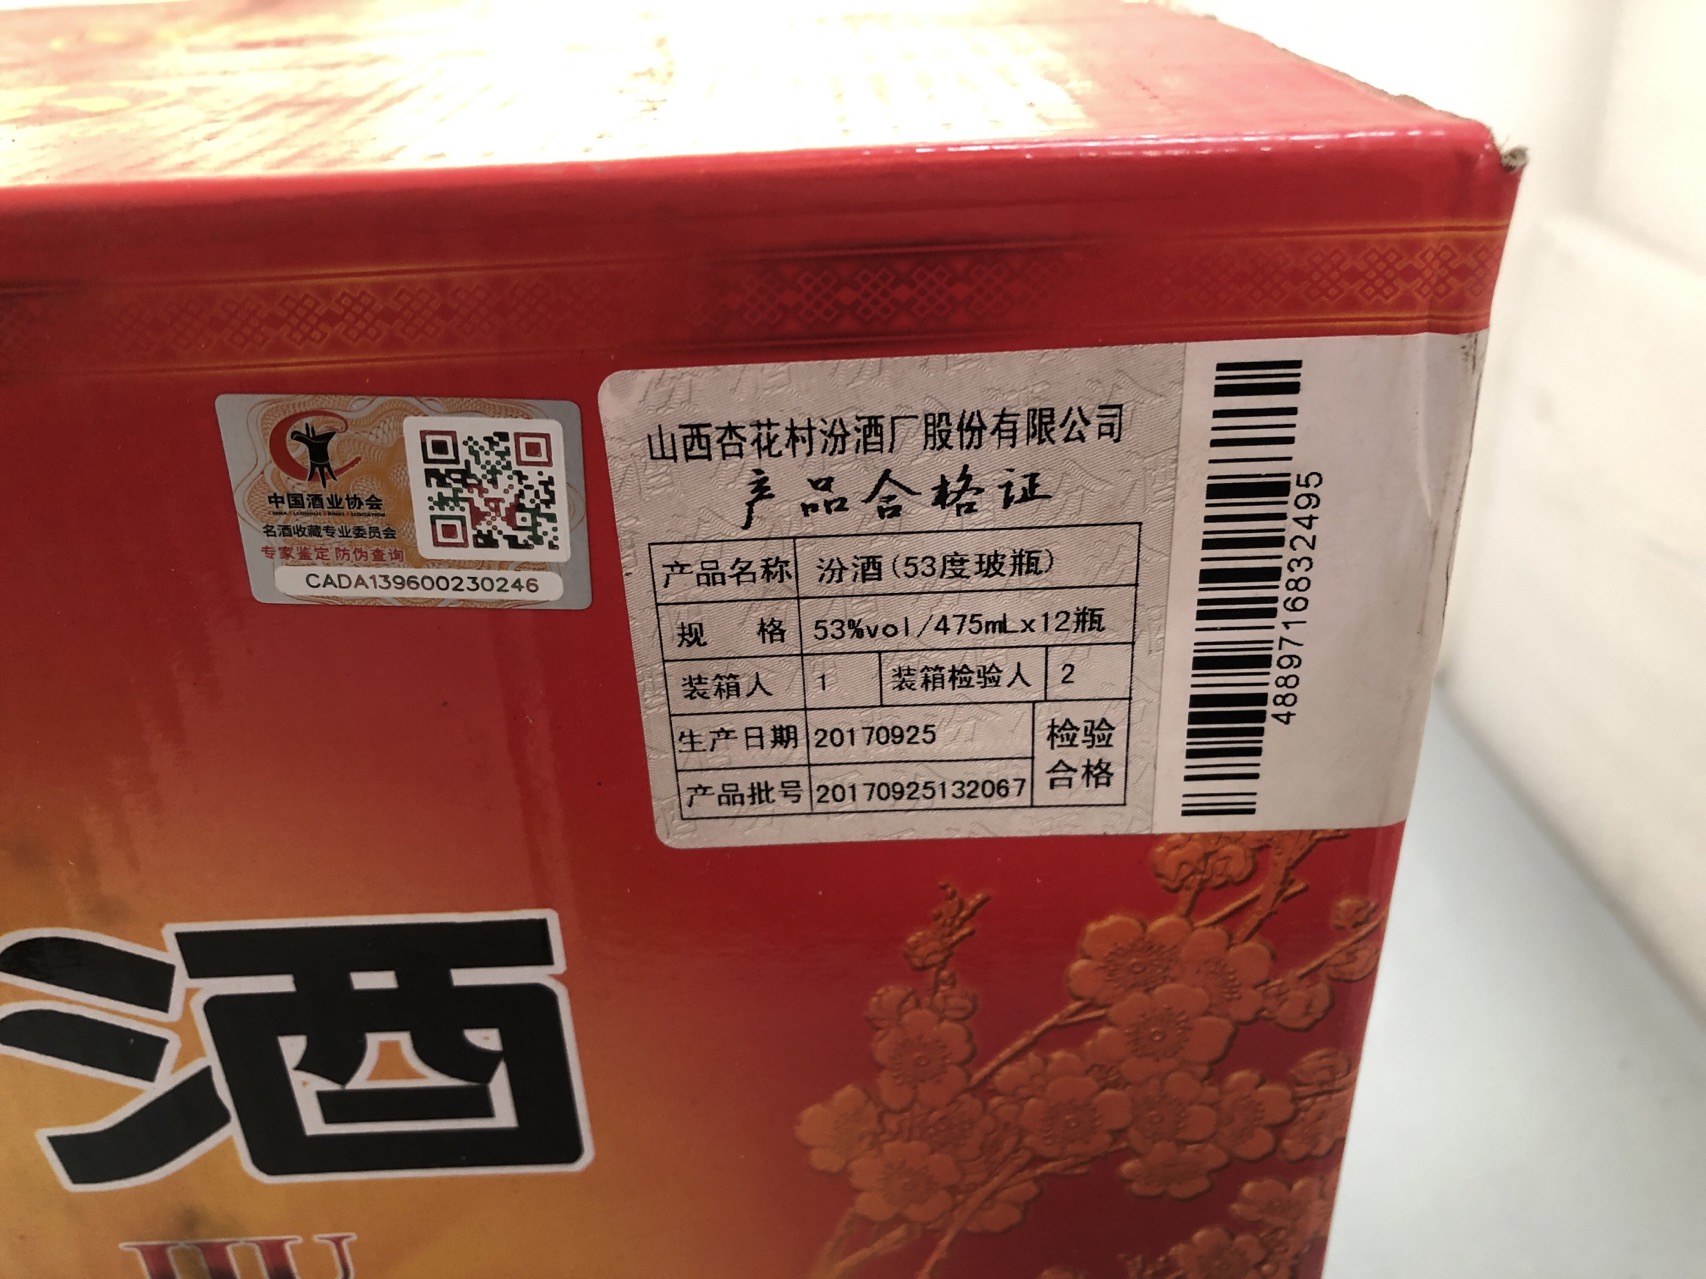 中国酒业协会
名酒收藏专业委员会
专家鉴定 防伪查询
CADA139600230246
山西杏花村汾酒厂股份有限公司
产品合格证
产品名称 汾酒(53度玻瓶)
规 格 53%vol/475mLx12瓶
装箱人 1 装箱检验人 2
生产日期 20170925 检验
产品批号 20170925132067 合格
4889716832495
酒
JIU